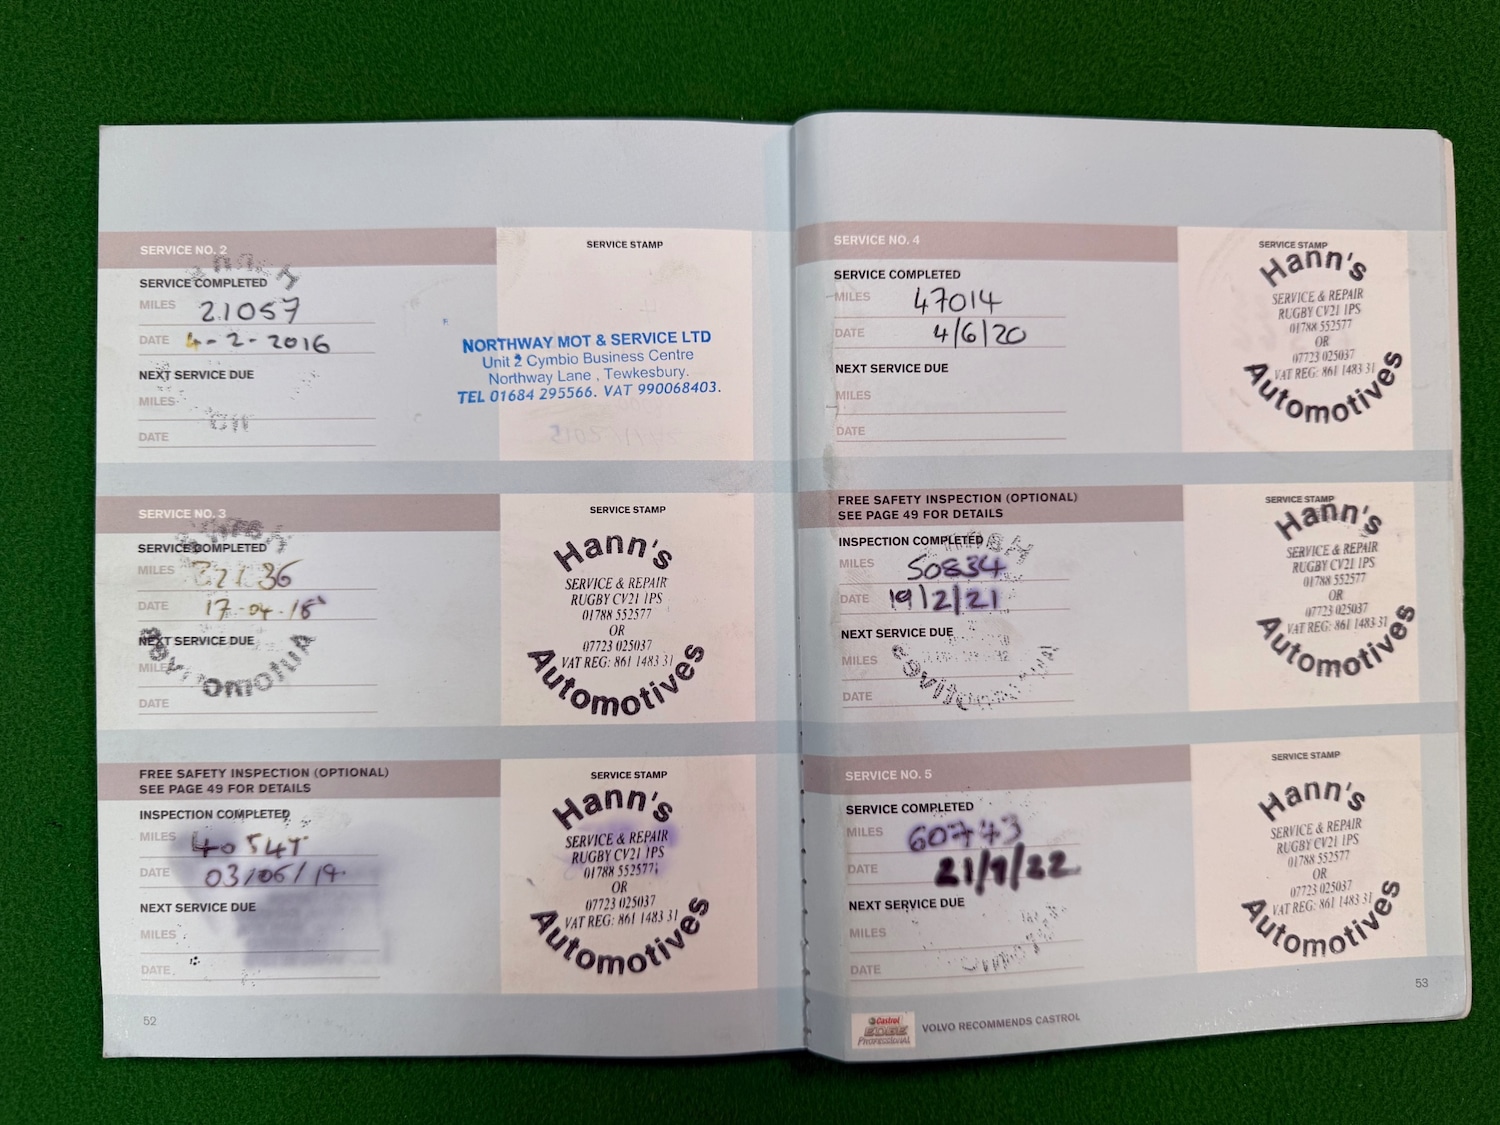 SERVICE NO. 2
SERVICE COMPLETED
MILES 21057
DATE 4-2-2016
NEXT SERVICE DUE
MILES
DATE
SERVICE STAMP
NORTHWAY MOT & SERVICE LTD
Unit 2 Cymbio Business Centre
Northway Lane, Tewkesbury.
TEL 01684 295566. VAT 990068403.
SERVICE NO. 3
SERVICE COMPLETED
MILES
DATE 17-04-18
NEXT SERVICE DUE
MILES
DATE
SERVICE STAMP
Hann's
SERVICE & REPAIR
RUGBY CV21 1PS
01788 552577
OR
07723 025037
VAT REG: 861 1483 31
Automotives
FREE SAFETY INSPECTION (OPTIONAL)
SEE PAGE 49 FOR DETAILS
INSPECTION COMPLETED
MILES
DATE 03/06/19
NEXT SERVICE DUE
MILES
DATE
SERVICE STAMP
Hann's
SERVICE & REPAIR
RUGBY CV21 1PS
01788 552577
OR
07723 025037
VAT REG: 861 1483 31
Automotives
52
SERVICE NO. 4
SERVICE COMPLETED
MILES 47014
DATE 4/6/20
NEXT SERVICE DUE
MILES
DATE
SERVICE STAMP
Hann's
SERVICE & REPAIR
RUGBY CV21 1PS
01788 552577
OR
07723 025037
VAT REG: 861 1483 31
Automotives
FREE SAFETY INSPECTION (OPTIONAL)
SEE PAGE 49 FOR DETAILS
INSPECTION COMPLETED
MILES 50834
DATE 19/2/21
NEXT SERVICE DUE
MILES
DATE
SERVICE STAMP
Hann's
SERVICE & REPAIR
RUGBY CV21 1PS
01788 552577
OR
07723 025037
VAT REG: 861 1483 31
Automotives
SERVICE NO. 5
SERVICE COMPLETED
MILES 60743
DATE 21/9/22
NEXT SERVICE DUE
MILES
DATE
SERVICE STAMP
Hann's
SERVICE & REPAIR
RUGBY CV21 1PS
01788 552577
OR
07723 025037
VAT REG: 861 1483 31
Automotives
53
Castrol
EDGE
Professional
VOLVO RECOMMENDS CASTROL